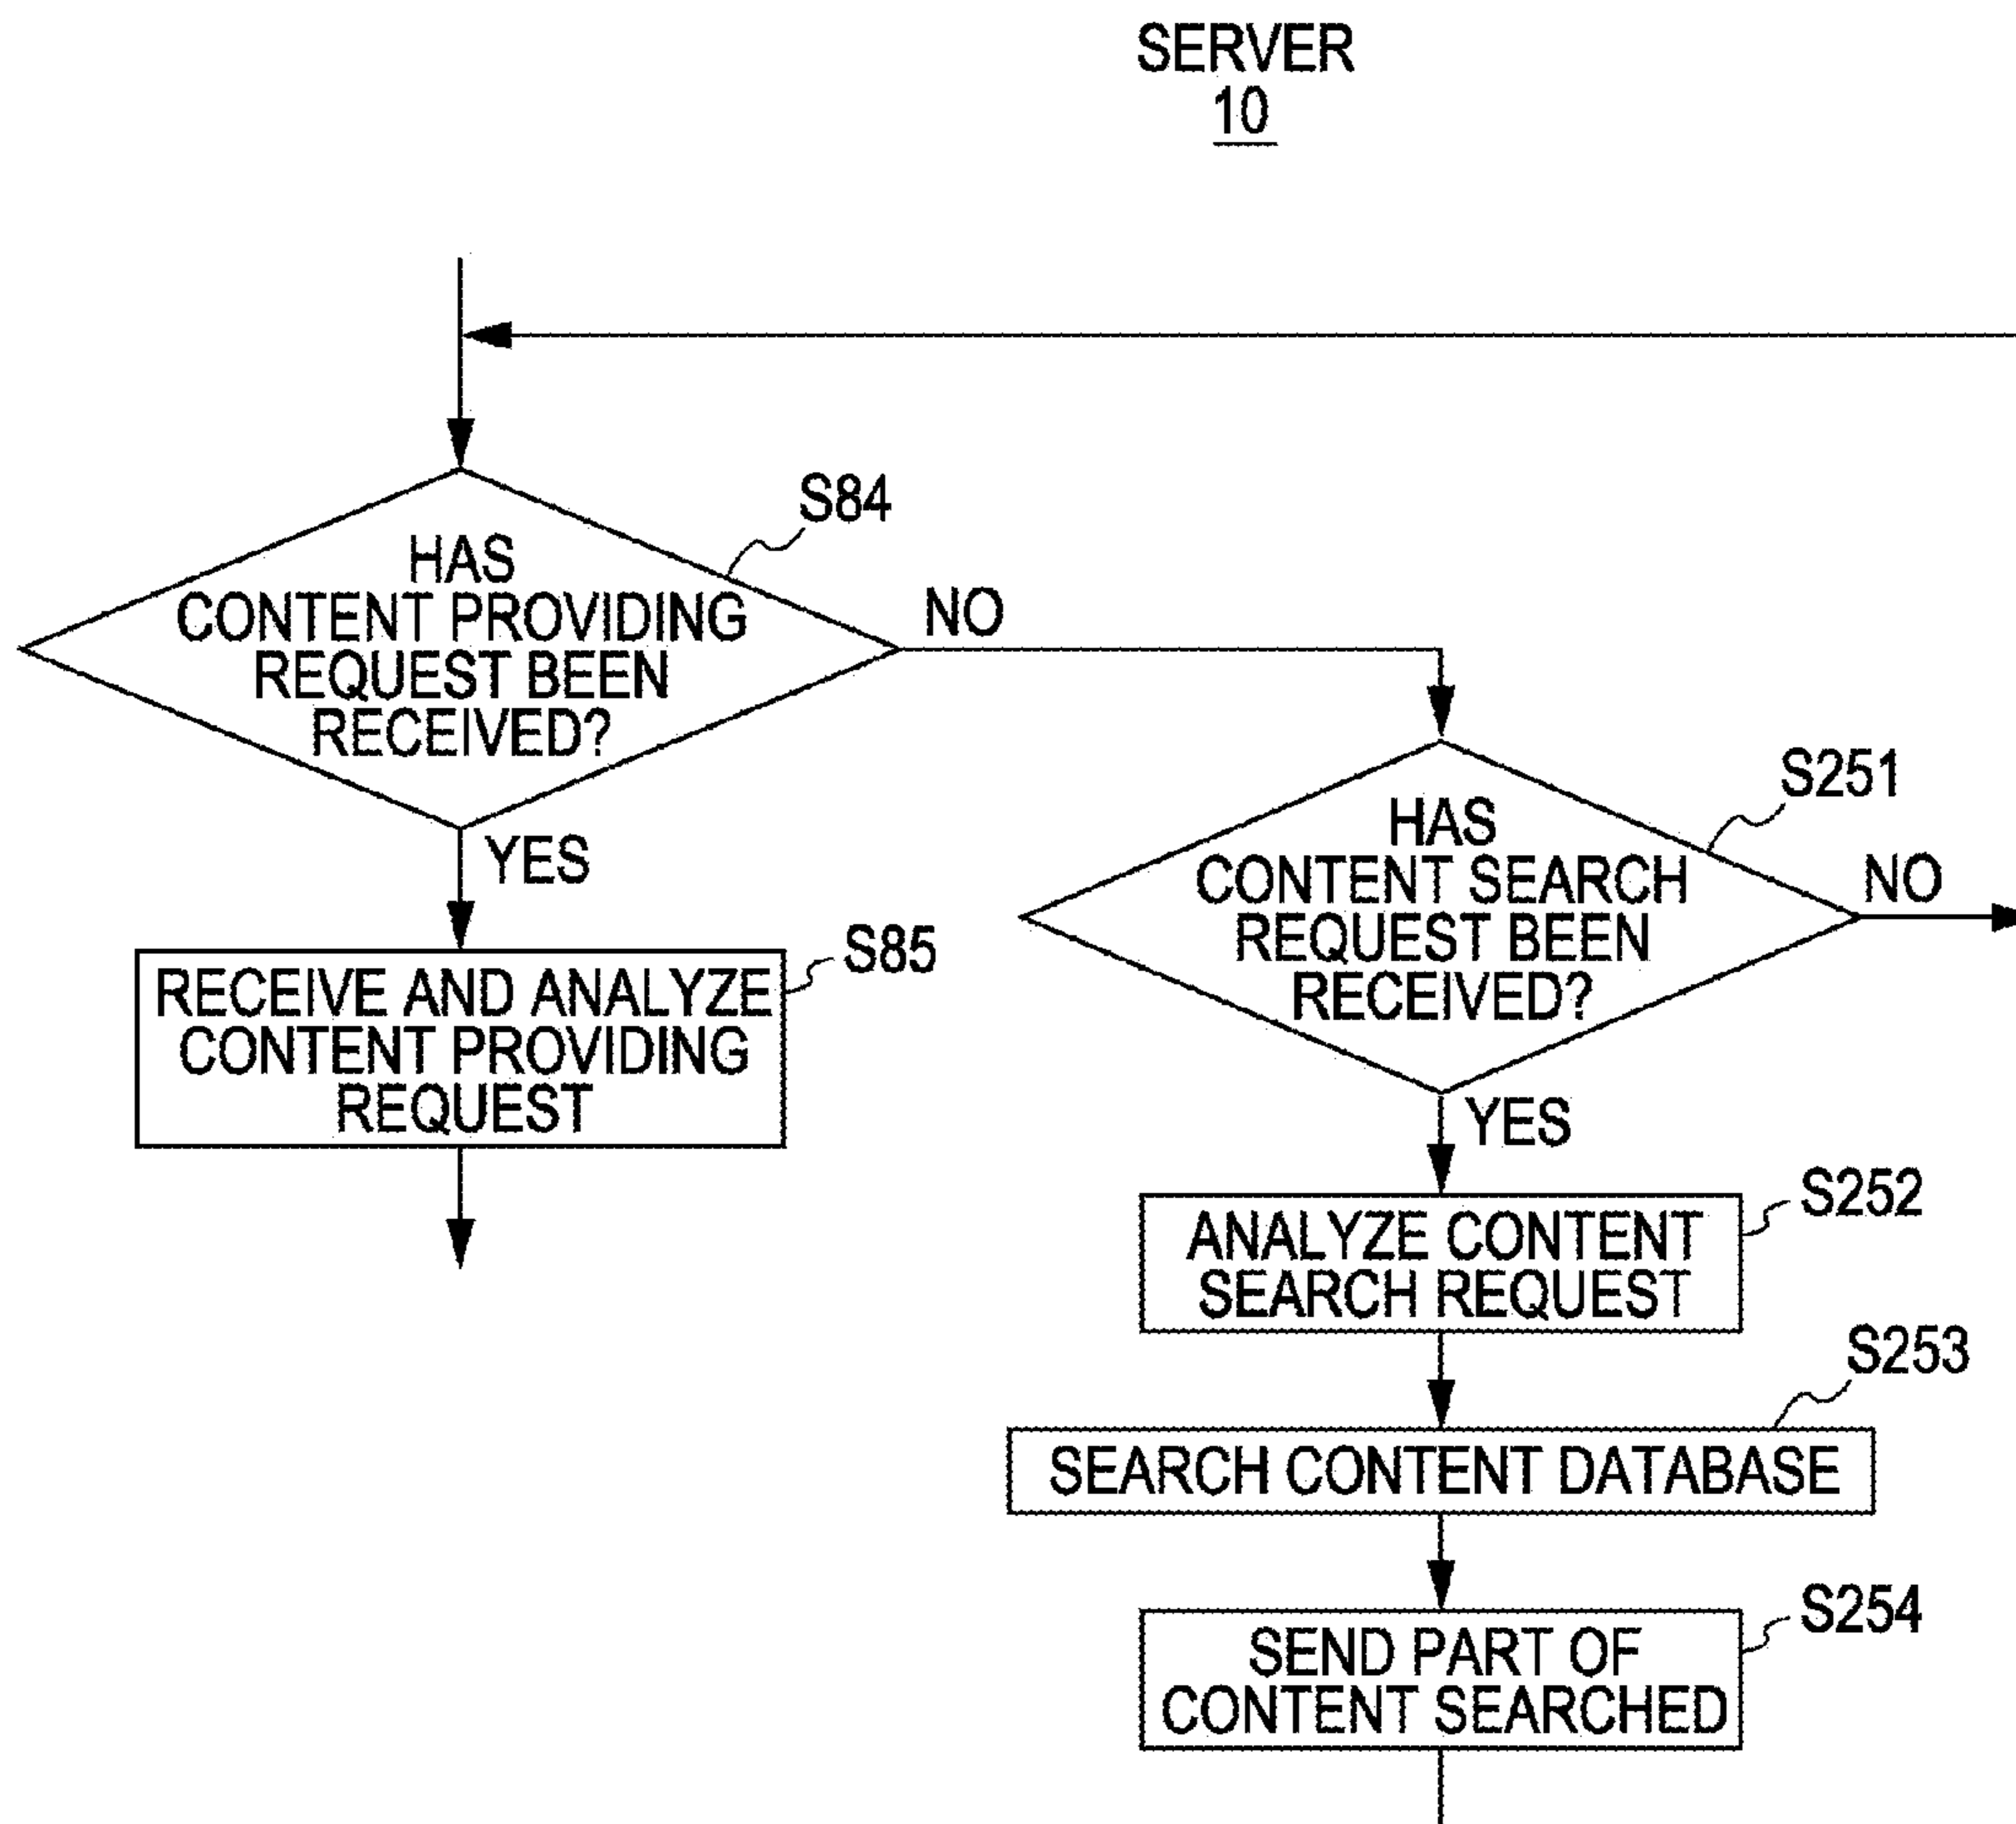 SERVER
10
S84
HAS
CONTENT PROVIDING
REQUEST BEEN
RECEIVED?
NO
YES
S85
RECEIVE AND ANALYZE
CONTENT PROVIDING
REQUEST
S251
HAS
CONTENT SEARCH
REQUEST BEEN
RECEIVED?
NO
YES
S252
ANALYZE CONTENT
SEARCH REQUEST
S253
SEARCH CONTENT DATABASE
S254
SEND PART OF
CONTENT SEARCHED